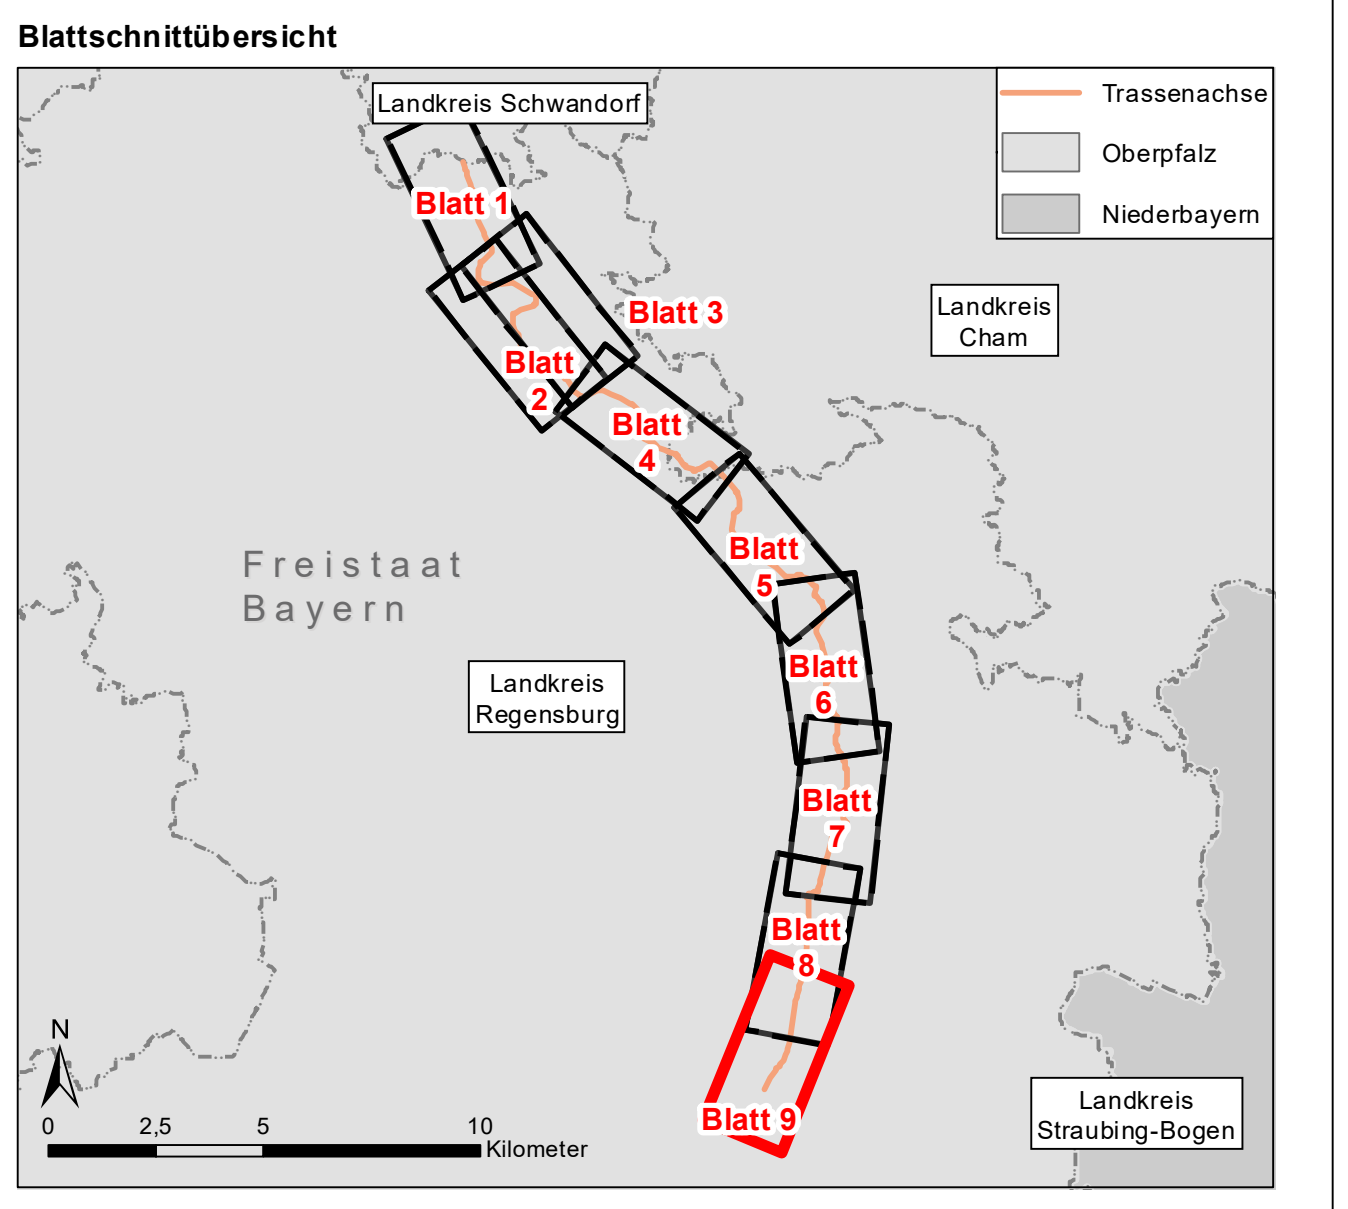 Blattschnittübersicht
Landkreis Schwandorf
Trassenachse
Oberpfalz
Niederbayern
Blatt 1
Blatt 3
Landkreis
Cham
Blatt
2
Blatt
4
Blatt
5
Freistaat
Bayern
Landkreis
Regensburg
Blatt
6
Blatt
7
Blatt
8
Blatt 9
N
0 2,5 5 10
Kilometer
Landkreis
Straubing-Bogen